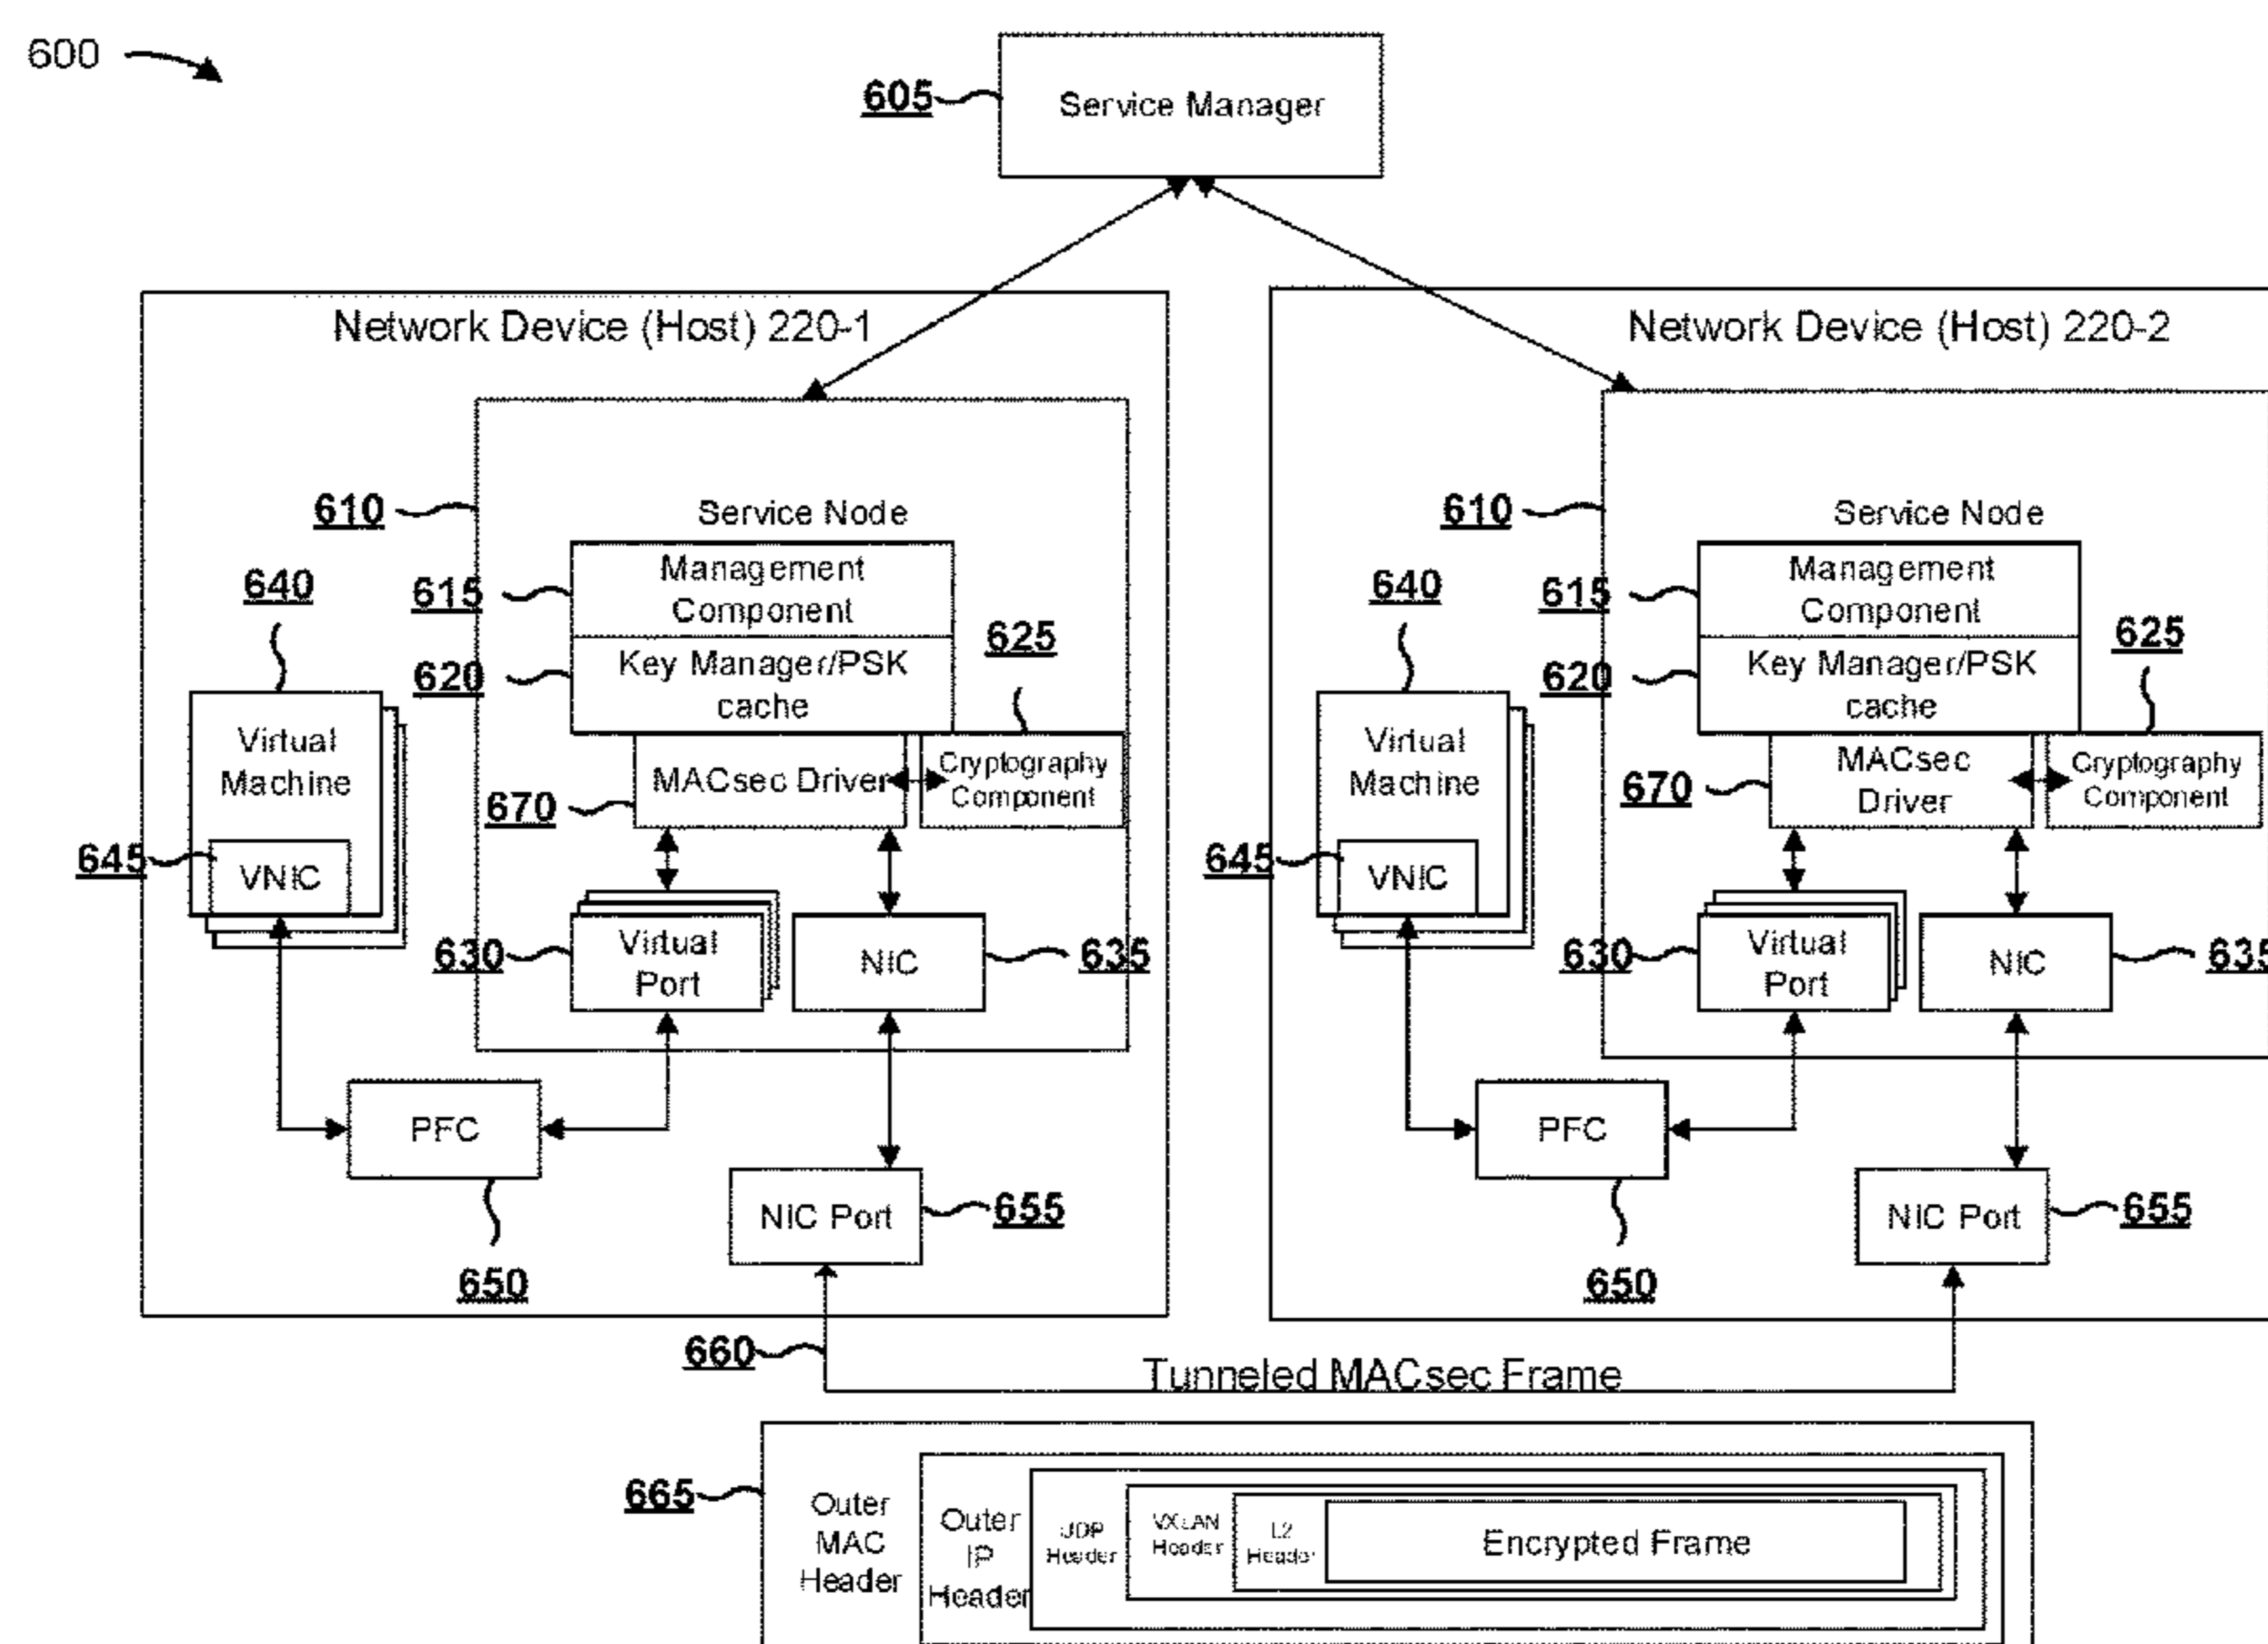 600
605
Service Manager
Network Device (Host) 220-1
610
Service Node
Management
Component
615
Key Manager/PSK
cache
620
625
640
Virtual
Machine
645
VNIC
MACsec Driver
670
Cryptography
Component
630
Virtual
Port
NIC
635
PFC
650
NIC Port
655
Network Device (Host) 220-2
610
Service Node
Management
Component
615
Key Manager/PSK
cache
620
625
640
Virtual
Machine
645
VNIC
MACsec
Driver
670
Cryptography
Component
630
Virtual
Port
NIC
635
PFC
650
NIC Port
655
660
Tunneled MACsec Frame
665
Outer
MAC
Header
Outer
IP
Header
UDP
Header
VXLAN
Header
L2
Header
Encrypted Frame